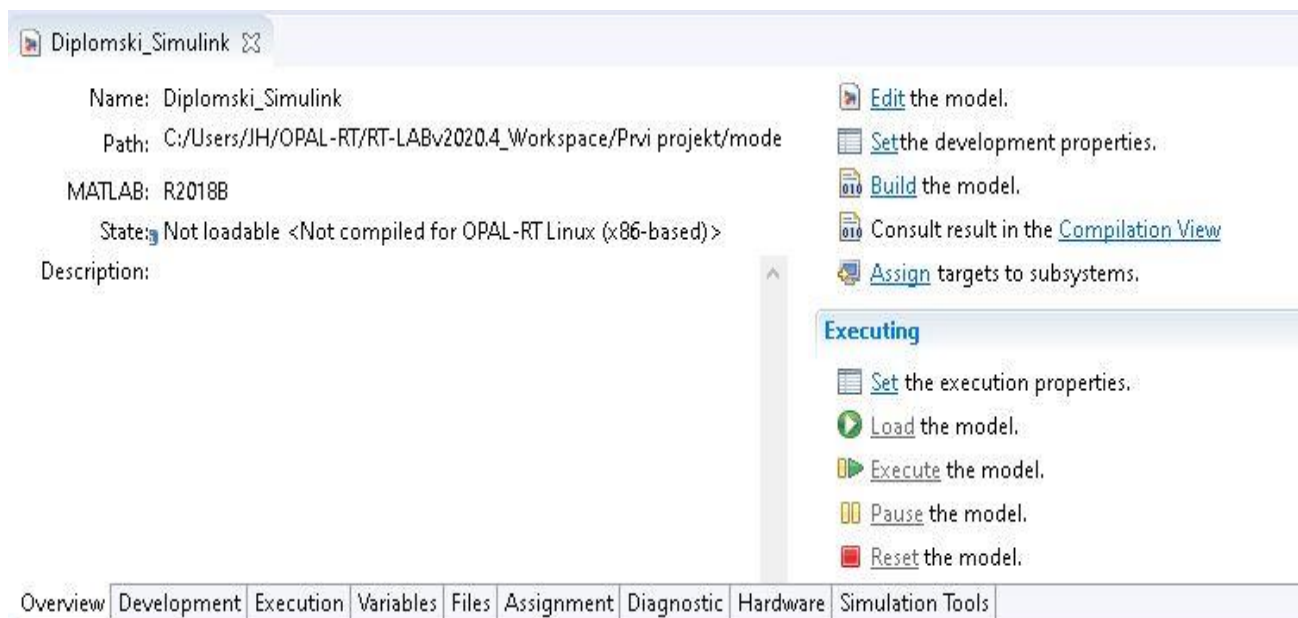 Diplomski_Simulink
Name: Diplomski_Simulink
Path: C:/Users/JH/OPAL-RT/RT-LABv2020.4_Workspace/Prvi projekt/mode
MATLAB: R2018B
State: Not loadable <Not compiled for OPAL-RT Linux (x86-based)>
Description:
Edit the model.
Setthe development properties.
Build the model.
Consult result in the Compilation View
Assign targets to subsystems.
Executing
Set the execution properties.
Load the model.
Execute the model.
Pause the model.
Reset the model.
Overview Development Execution Variables Files Assignment Diagnostic Hardware Simulation Tools